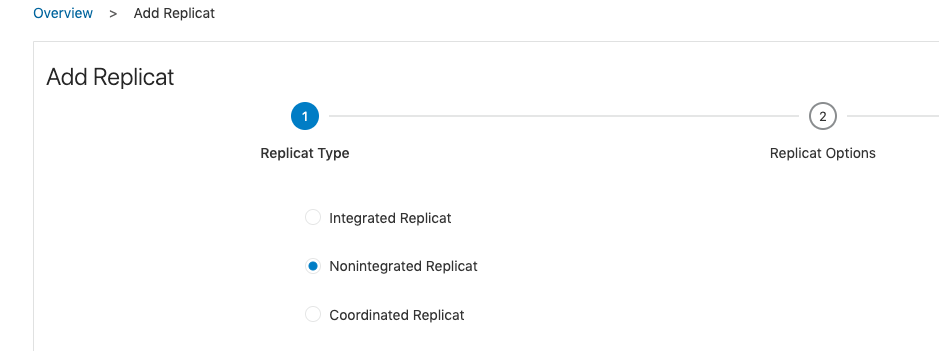 Overview > Add Replicat
Add Replicat
1 2
Replicat Type Replicat Options
Integrated Replicat
Nonintegrated Replicat
Coordinated Replicat